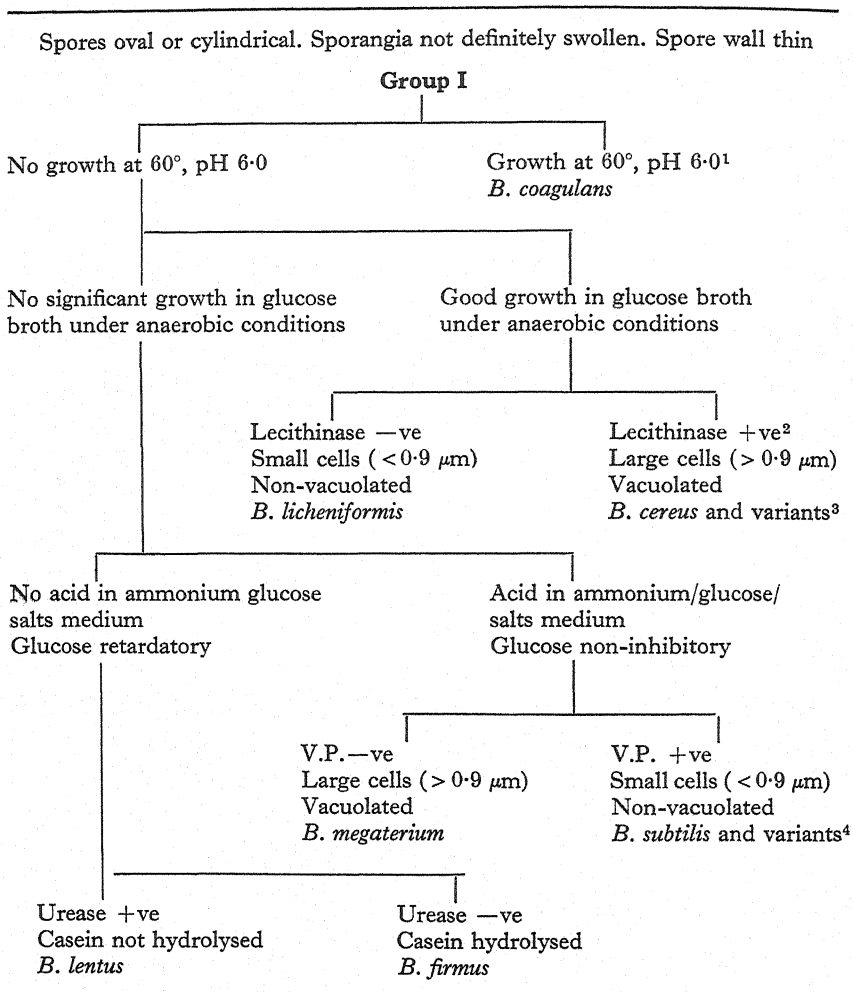 Spores oval or cylindrical. Sporangia not definitely swollen. Spore wall thin
Group I
No growth at 60°, pH 6·0
Growth at 60°, pH 6·0¹
B. coagulans
No significant growth in glucose
broth under anaerobic conditions
Good growth in glucose broth
under anaerobic conditions
Lecithinase —ve
Small cells (<0·9 μm)
Non-vacuolated
B. licheniformis
Lecithinase +ve²
Large cells (> 0·9 μm)
Vacuolated
B. cereus and variants³
No acid in ammonium glucose
salts medium
Glucose retardatory
Acid in ammonium/glucose/
salts medium
Glucose non-inhibitory
V.P.—ve
Large cells (> 0·9 μm)
Vacuolated
B. megaterium
V.P. +ve
Small cells (<0·9 μm)
Non-vacuolated
B. subtilis and variants⁴
Urease +ve
Casein not hydrolysed
B. lentus
Urease —ve
Casein hydrolysed
B. firmus